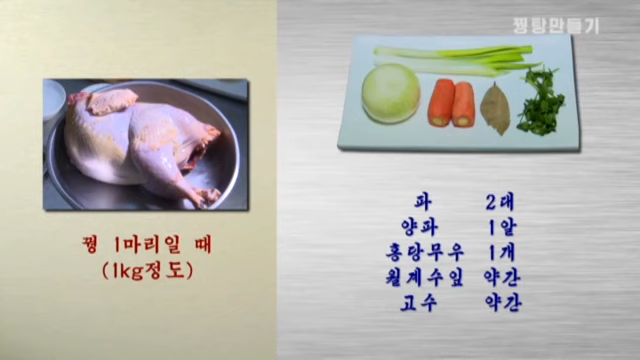 꿩탕만들기
꿩 1마리일 때
(1kg정도)
파 2대
양파 1알
홍당무우 1개
월계수잎 약간
고수 약간